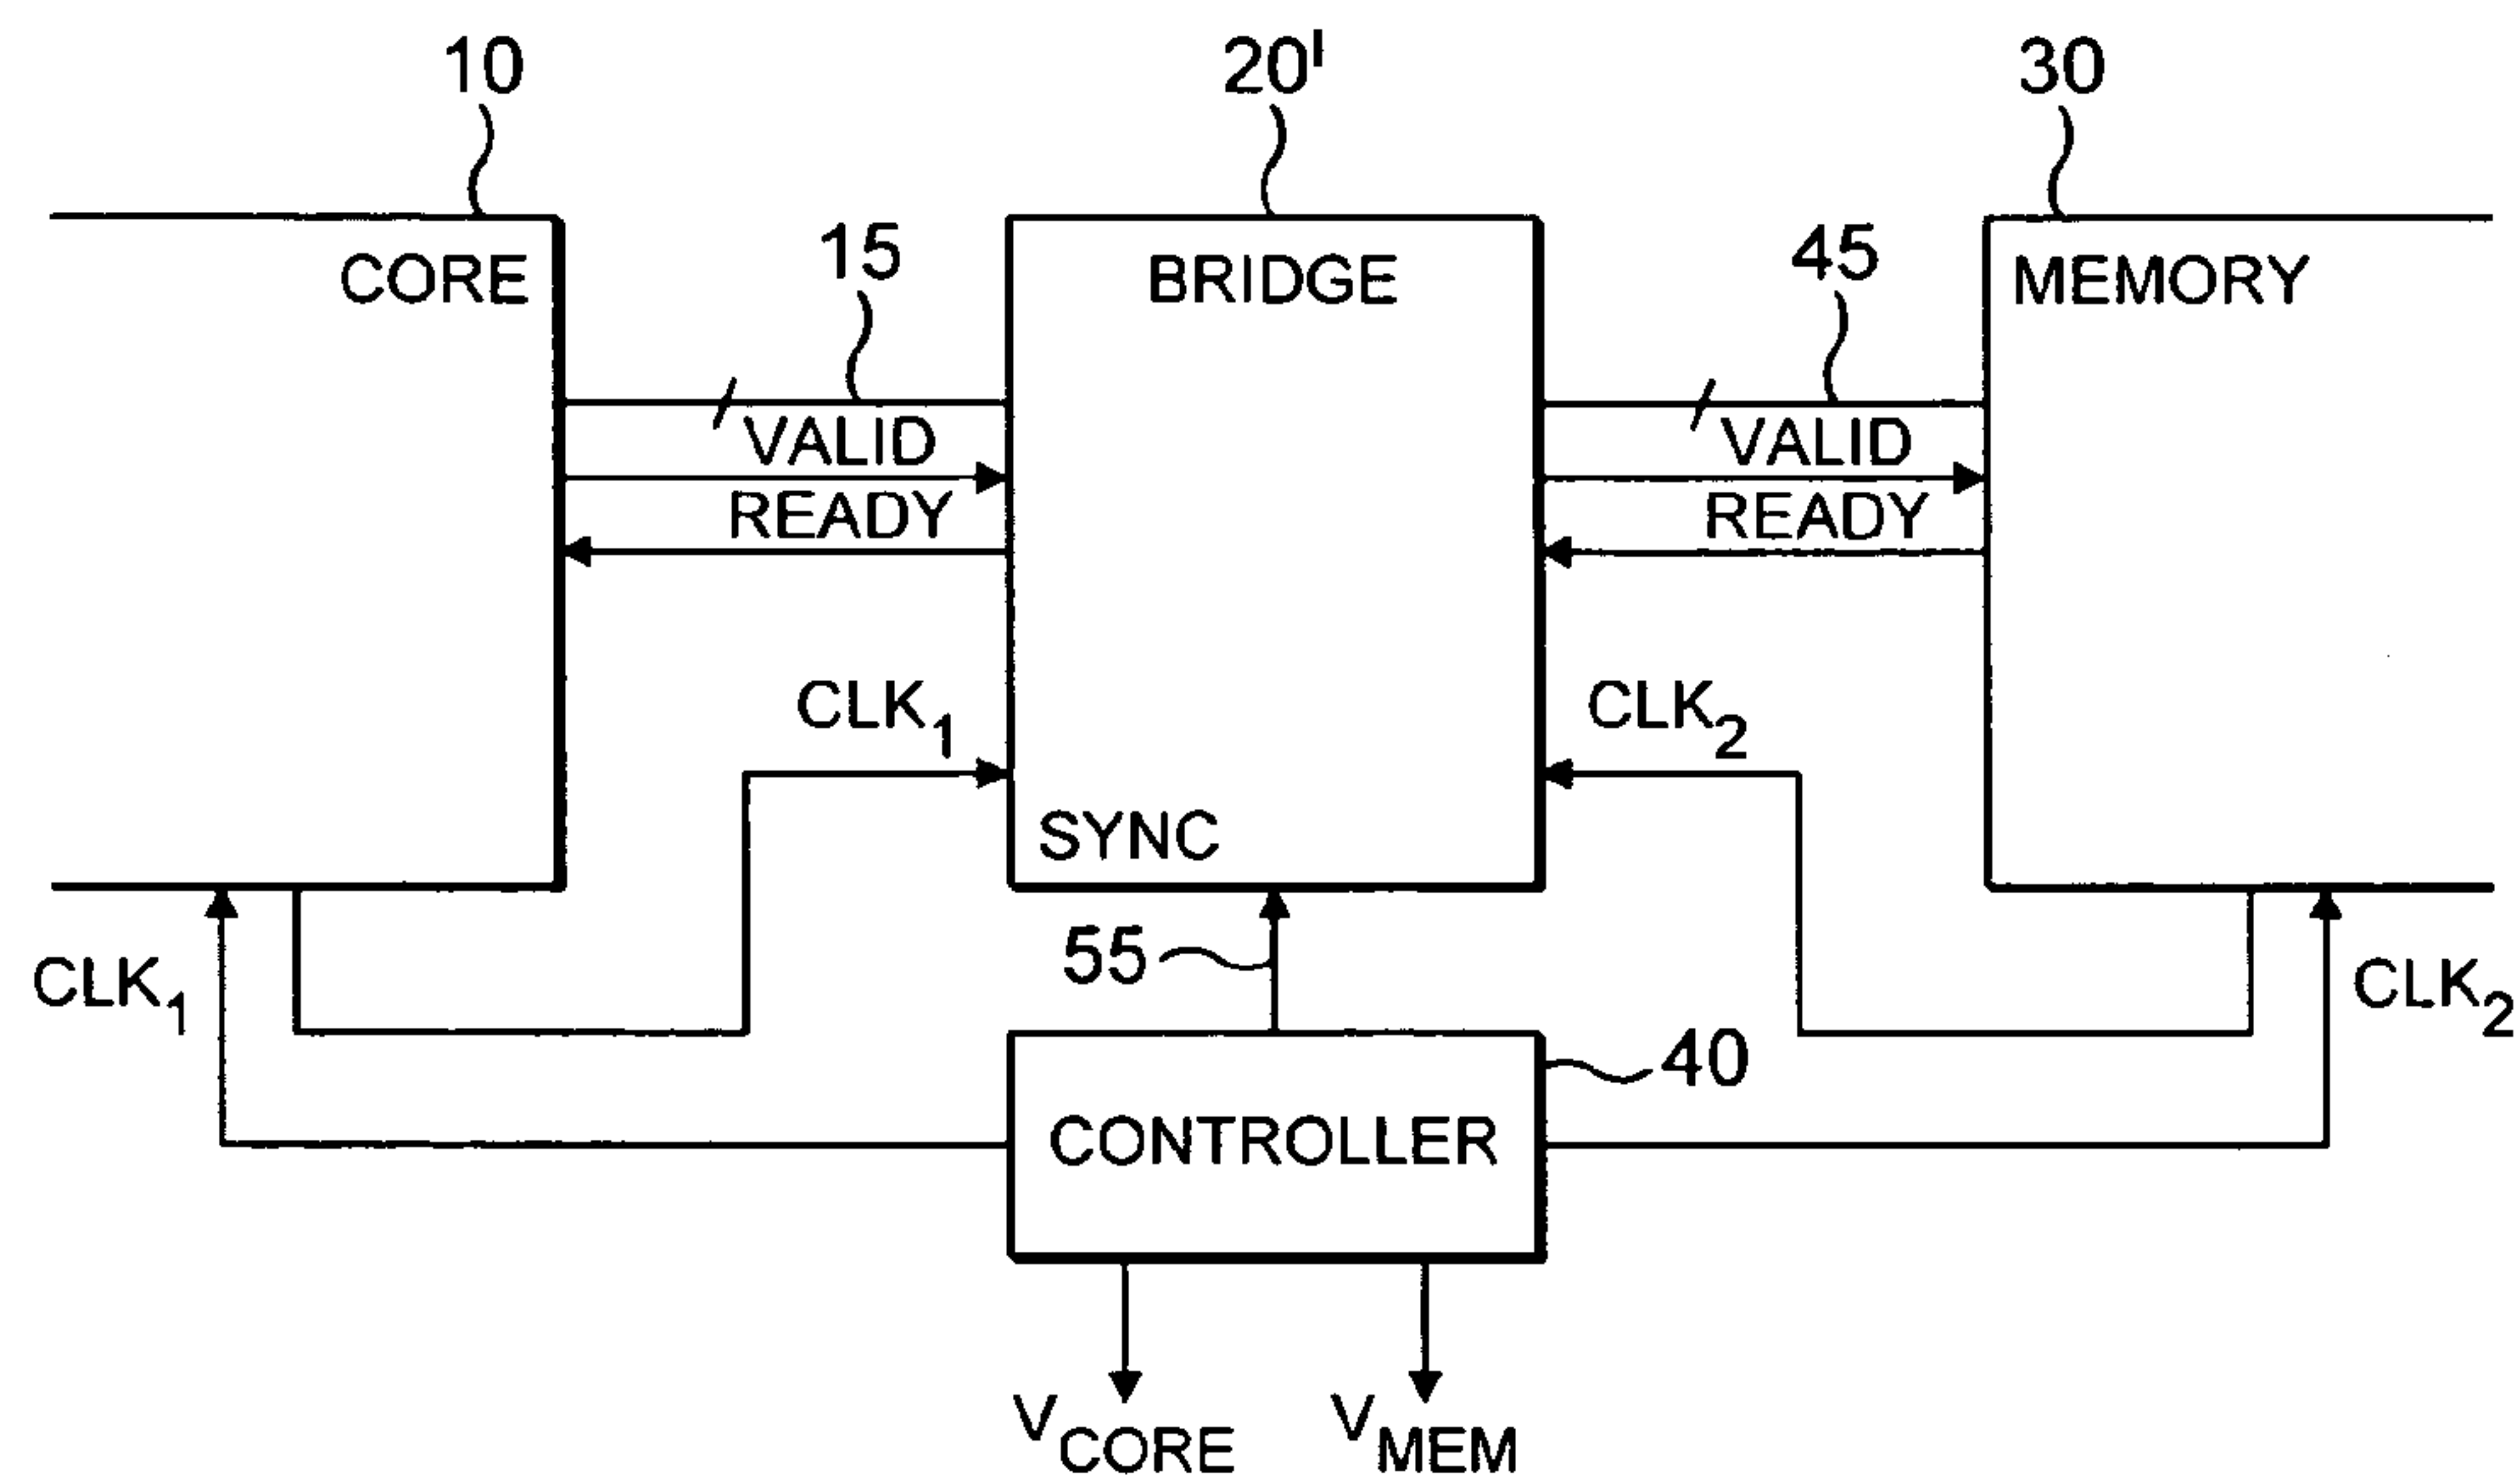 10
20'
30
CORE
15
BRIDGE
45
MEMORY
VALID
VALID
READY
READY
CLK1
CLK2
SYNC
CLK1
55
CLK2
40
CONTROLLER
VCORE
VMEM